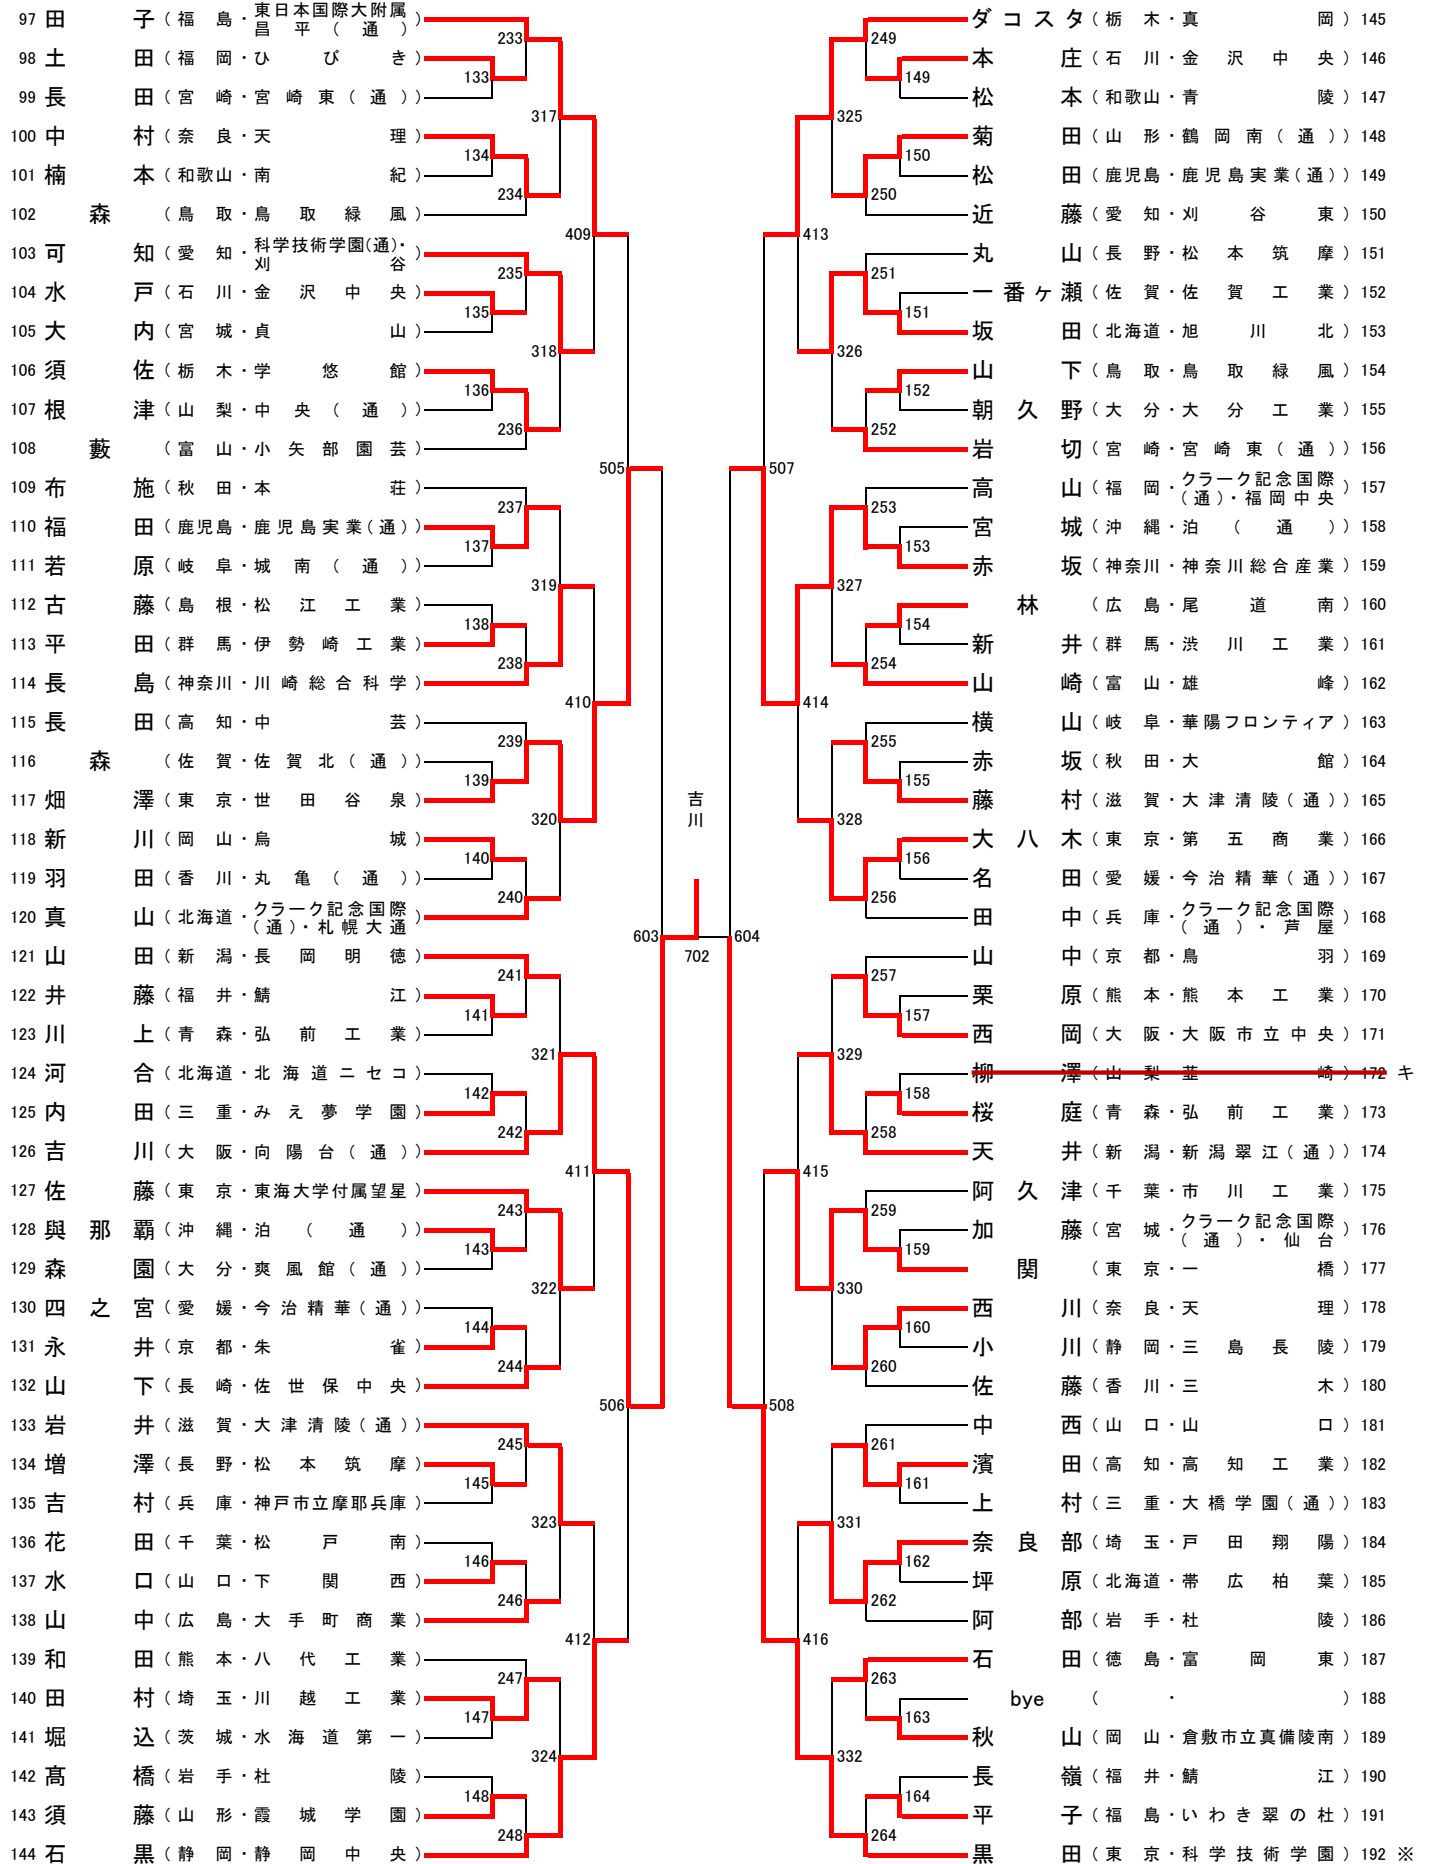 97 田子 (福島・東日本国際大附属昌平(通))
98 土田 (福岡・ひびき)
99 長田 (宮崎・宮崎東(通))
100 中村 (奈良・天理)
101 楠本 (和歌山・南紀)
102 森 (鳥取・鳥取緑風)
103 可知 (愛知・科学技術学園(通)・刈谷)
104 水戸 (石川・金沢中央)
105 大内 (宮城・貞山)
106 須佐 (栃木・学悠館)
107 根津 (山梨・中央(通))
108 藪 (富山・小矢部園芸)
109 布施 (秋田・本荘)
110 福田 (鹿児島・鹿児島実業(通))
111 若原 (岐阜・城南(通))
112 古藤 (島根・松江工業)
113 平田 (群馬・伊勢崎工業)
114 長島 (神奈川・川崎総合科学)
115 長田 (高知・中芸)
116 森 (佐賀・佐賀北(通))
117 畑澤 (東京・世田谷泉)
118 新川 (岡山・烏城)
119 羽田 (香川・丸亀(通))
120 真山 (北海道・クラーク記念国際(通)・札幌大通)
121 山田 (新潟・長岡明徳)
122 井藤 (福井・鯖江)
123 川上 (青森・弘前工業)
124 河合 (北海道・北海道ニセコ)
125 内田 (三重・みえ夢学園)
126 吉川 (大阪・向陽台(通))
127 佐藤 (東京・東海大学付属望星)
128 與那覇 (沖縄・泊(通))
129 森園 (大分・爽風館(通))
130 四之宮 (愛媛・今治精華(通))
131 永井 (京都・朱雀)
132 山下 (長崎・佐世保中央)
133 岩井 (滋賀・大津清陵(通))
134 増澤 (長野・松本筑摩)
135 吉村 (兵庫・神戸市立摩耶兵庫)
136 花田 (千葉・松戸南)
137 水口 (山口・下関西)
138 山中 (広島・大手町商業)
139 和田 (熊本・八代工業)
140 田村 (埼玉・川越工業)
141 堀込 (茨城・水海道第一)
142 髙橋 (岩手・杜陵)
143 須藤 (山形・霞城学園)
144 石黒 (静岡・静岡中央)
133
134
135
136
137
138
139
140
141
142
143
144
145
146
147
148
233
234
235
236
237
238
239
240
241
242
243
244
245
246
247
248
317
318
319
320
321
322
323
324
409
410
411
412
505
506
603
吉川
702
604
507
508
413
414
415
416
325
326
327
328
329
330
331
332
249
250
251
252
253
254
255
256
257
258
259
260
261
262
263
264
149
150
151
152
153
154
155
156
157
158
159
160
161
162
163
164
ダコスタ (栃木・真岡) 145
本庄 (石川・金沢中央) 146
松本 (和歌山・青陵) 147
菊田 (山形・鶴岡南(通)) 148
松田 (鹿児島・鹿児島実業(通)) 149
近藤 (愛知・刈谷東) 150
丸山 (長野・松本筑摩) 151
一番ヶ瀬 (佐賀・佐賀工業) 152
坂田 (北海道・旭川北) 153
山下 (鳥取・鳥取緑風) 154
朝久野 (大分・大分工業) 155
岩切 (宮崎・宮崎東(通)) 156
高山 (福岡・クラーク記念国際(通)・福岡中央) 157
宮城 (沖縄・泊(通)) 158
赤坂 (神奈川・神奈川総合産業) 159
林 (広島・尾道南) 160
新井 (群馬・渋川工業) 161
山崎 (富山・雄峰) 162
横山 (岐阜・華陽フロンティア) 163
赤坂 (秋田・大館) 164
藤村 (滋賀・大津清陵(通)) 165
大八木 (東京・第五商業) 166
名田 (愛媛・今治精華(通)) 167
田中 (兵庫・クラーク記念国際(通)・芦屋) 168
山中 (京都・鳥羽) 169
栗原 (熊本・熊本工業) 170
西岡 (大阪・大阪市立中央) 171
柳澤 (山梨・韮崎) 172 キ
桜庭 (青森・弘前工業) 173
天井 (新潟・新潟翠江(通)) 174
阿久津 (千葉・市川工業) 175
加藤 (宮城・クラーク記念国際(通)・仙台) 176
関 (東京・一橋) 177
西川 (奈良・天理) 178
小川 (静岡・三島長陵) 179
佐藤 (香川・三木) 180
中西 (山口・山口) 181
濱田 (高知・高知工業) 182
上村 (三重・大橋学園(通)) 183
奈良部 (埼玉・戸田翔陽) 184
坪原 (北海道・帯広柏葉) 185
阿部 (岩手・杜陵) 186
石田 (徳島・富岡東) 187
bye (・) 188
秋山 (岡山・倉敷市立真備陵南) 189
長嶺 (福井・鯖江) 190
平子 (福島・いわき翠の杜) 191
黒田 (東京・科学技術学園) 192 ※